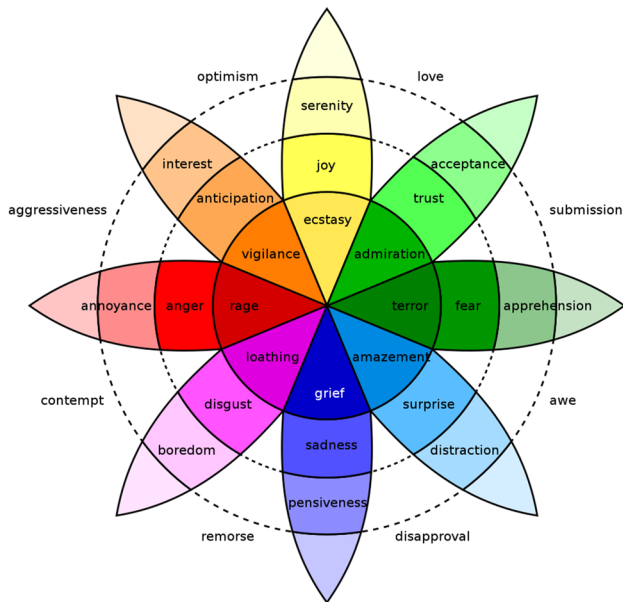 optimism
love
serenity
interest
acceptance
joy
anticipation
trust
aggressiveness
submission
ecstasy
vigilance
admiration
annoyance
anger
rage
terror
fear
apprehension
loathing
amazement
grief
contempt
disgust
surprise
awe
boredom
sadness
distraction
pensiveness
remorse
disapproval